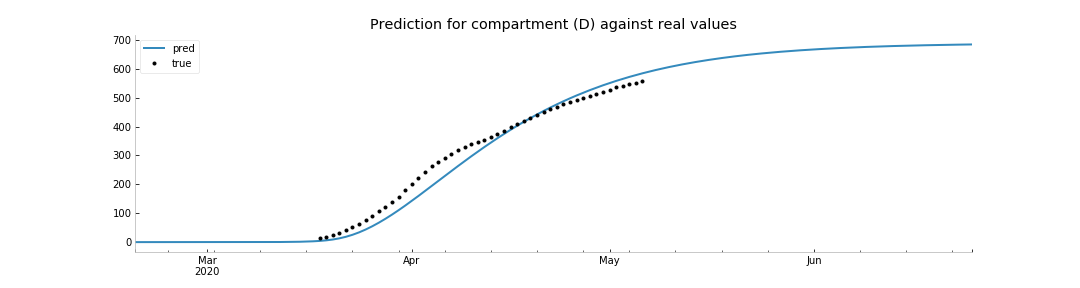 Prediction for compartment (D) against real values
700
600
500
400
300
200
100
0
pred
true
Mar
2020
Apr
May
Jun